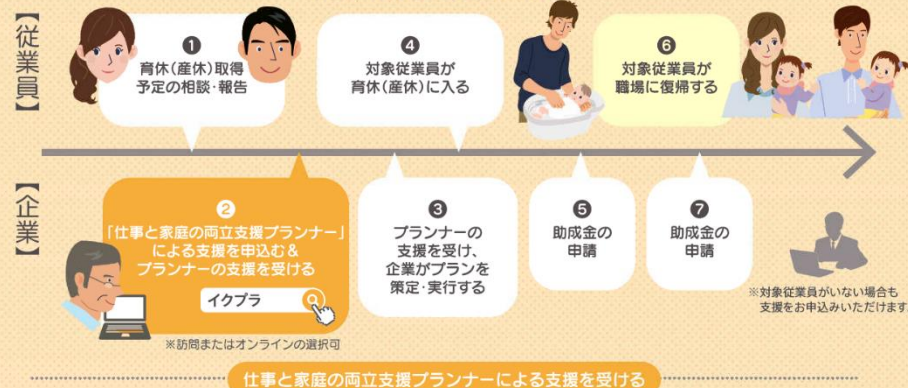 【従業員】
❶
育休(産休)取得
予定の相談・報告
❹
対象従業員が
育休(産休)に入る
❻
対象従業員が
職場に復帰する
【企業】
❷
「仕事と家庭の両立支援プランナー」
による支援を申込む&
プランナーの支援を受ける
イクプラ
※訪問またはオンラインの選択可
❸
プランナーの
支援を受け、
企業がプランを
策定・実行する
❺
助成金の
申請
❼
助成金の
申請
※対象従業員がいない場合も
支援をお申込みいただけます
仕事と家庭の両立支援プランナーによる支援を受ける